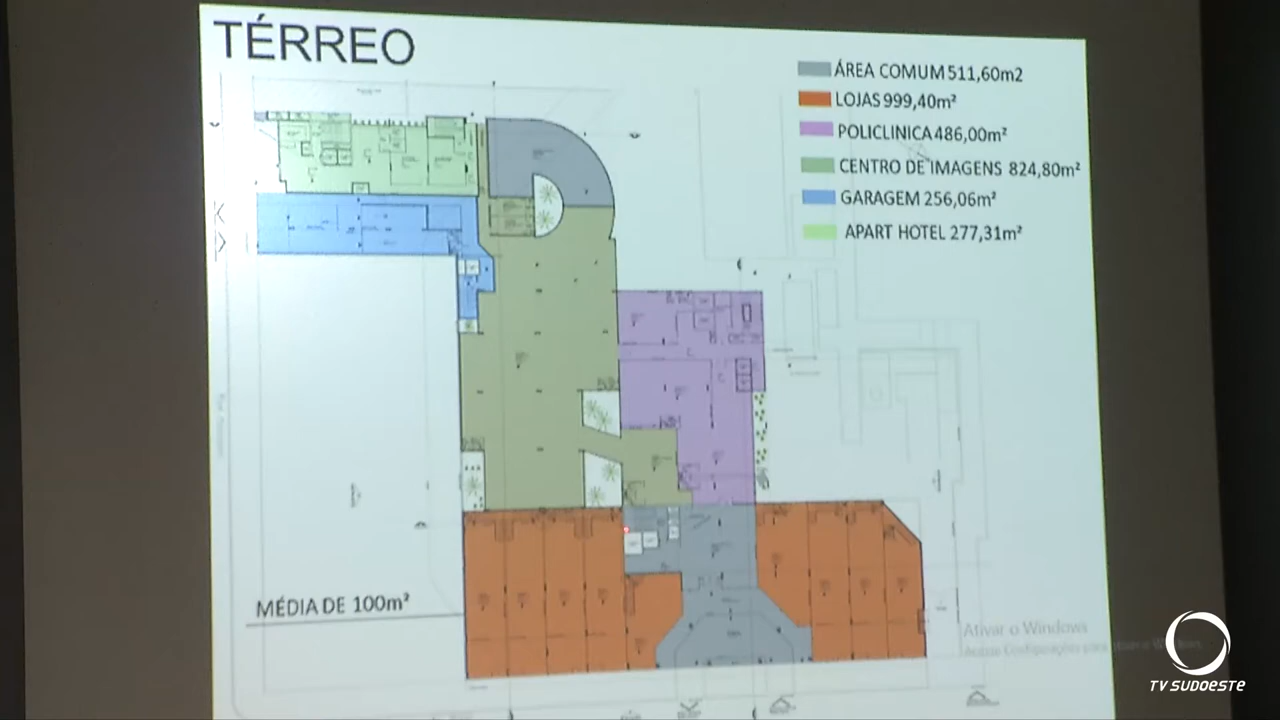 TÉRREO
ÁREA COMUM 511,60m2
LOJAS 999,40m²
POLICLINICA 486,00m²
CENTRO DE IMAGENS 824,80m²
GARAGEM 256,06m²
APART HOTEL 277,31m²
MÉDIA DE 100m²
Ativar o Windows
TV SUDOESTE